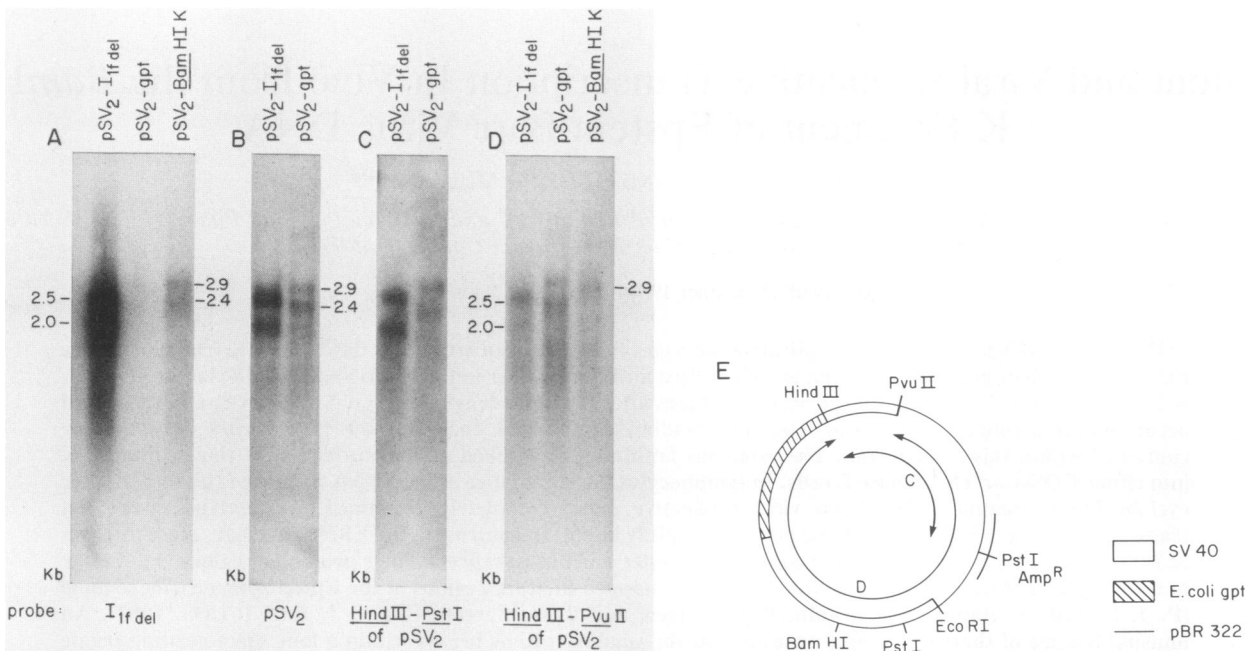 A
pSV2-I1f del
pSV2-gpt
pSV2-Bam HI K
2.5
2.0
2.9
2.4
Kb
B
pSV2-I1f del
pSV2-gpt
2.9
2.4
C
pSV2-I1f del
pSV2-gpt
D
pSV2-I1f del
pSV2-gpt
pSV2-Bam HI K
2.5
2.0
2.9
Kb
Kb
Kb
probe: I1f del
pSV2
Hind III - Pst I
of pSV2
Hind III - Pvu II
of pSV2
E
Hind III
Pvu II
C
Pst I
AmpR
D
Eco RI
Bam HI
Pst I
SV 40
E. coli gpt
pBR 322